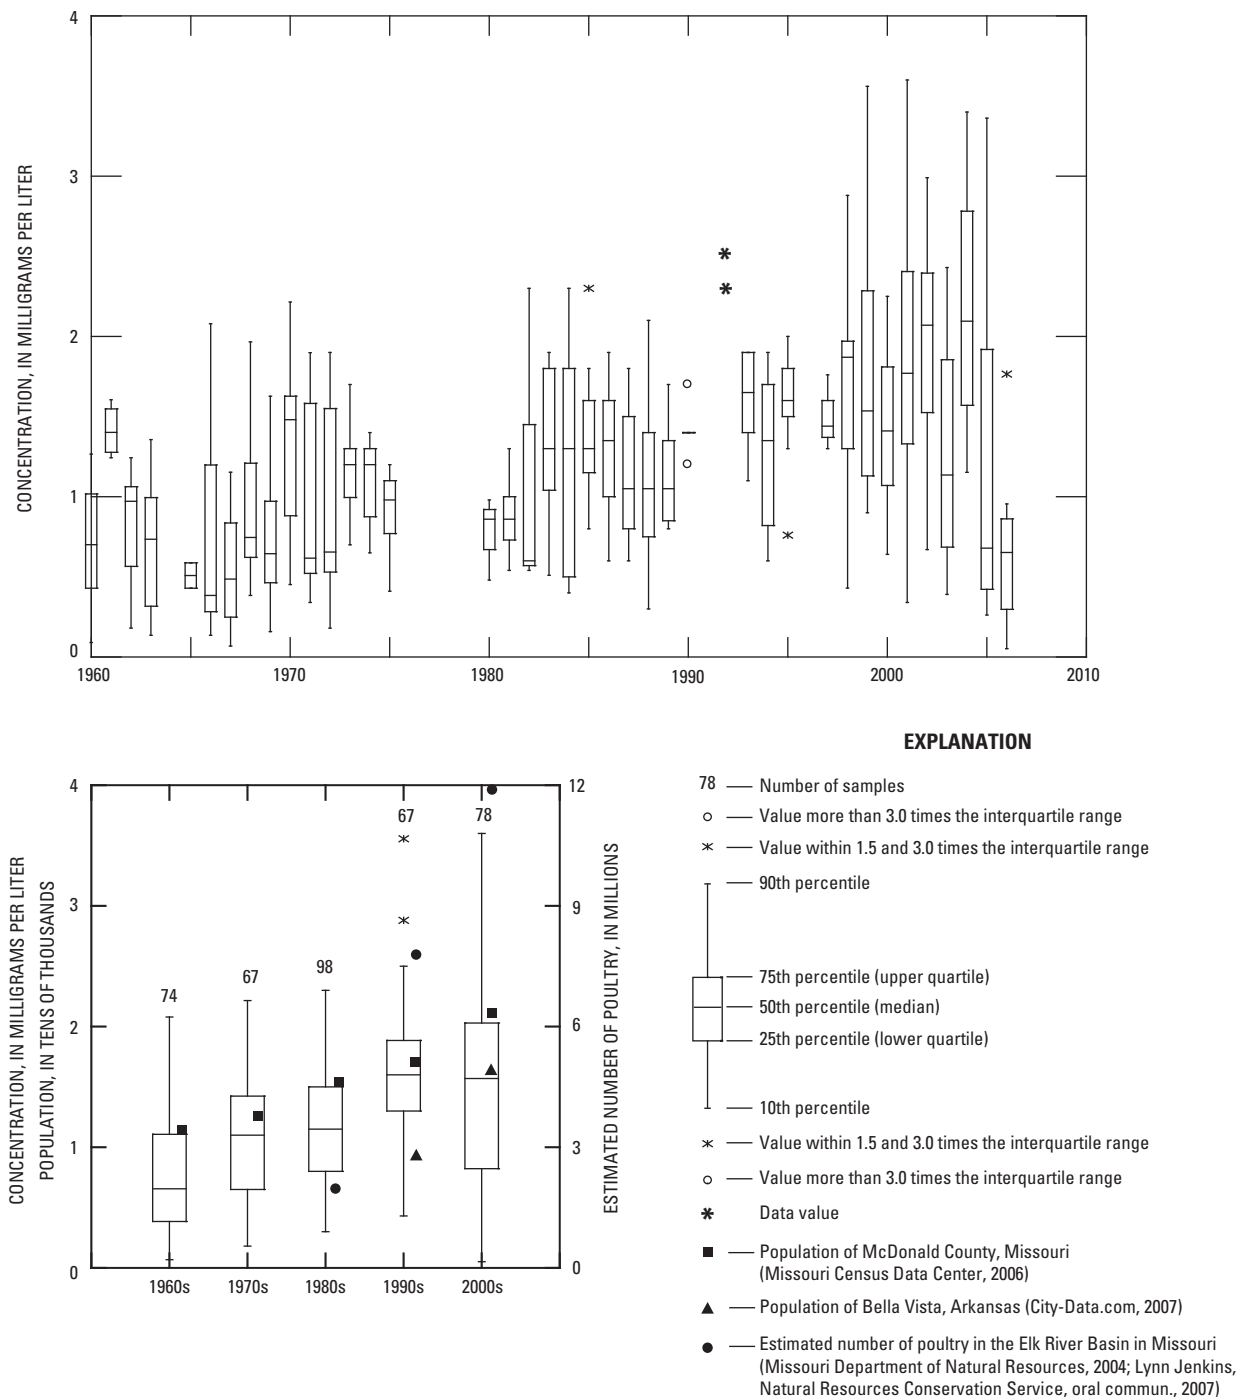 4
3
2
1
0
CONCENTRATION, IN MILLIGRAMS PER LITER
1960
1970
1980
1990
2000
2010
4
3
2
1
0
CONCENTRATION, IN MILLIGRAMS PER LITER
POPULATION, IN TENS OF THOUSANDS
74
67
98
67
78
12
9
6
3
0
ESTIMATED NUMBER OF POULTRY, IN MILLIONS
1960s
1970s
1980s
1990s
2000s
EXPLANATION
78
Number of samples
Value more than 3.0 times the interquartile range
Value within 1.5 and 3.0 times the interquartile range
90th percentile
75th percentile (upper quartile)
50th percentile (median)
25th percentile (lower quartile)
10th percentile
Value within 1.5 and 3.0 times the interquartile range
Value more than 3.0 times the interquartile range
Data value
Population of McDonald County, Missouri
(Missouri Census Data Center, 2006)
Population of Bella Vista, Arkansas (City-Data.com, 2007)
Estimated number of poultry in the Elk River Basin in Missouri
(Missouri Department of Natural Resources, 2004; Lynn Jenkins,
Natural Resources Conservation Service, oral commun., 2007)